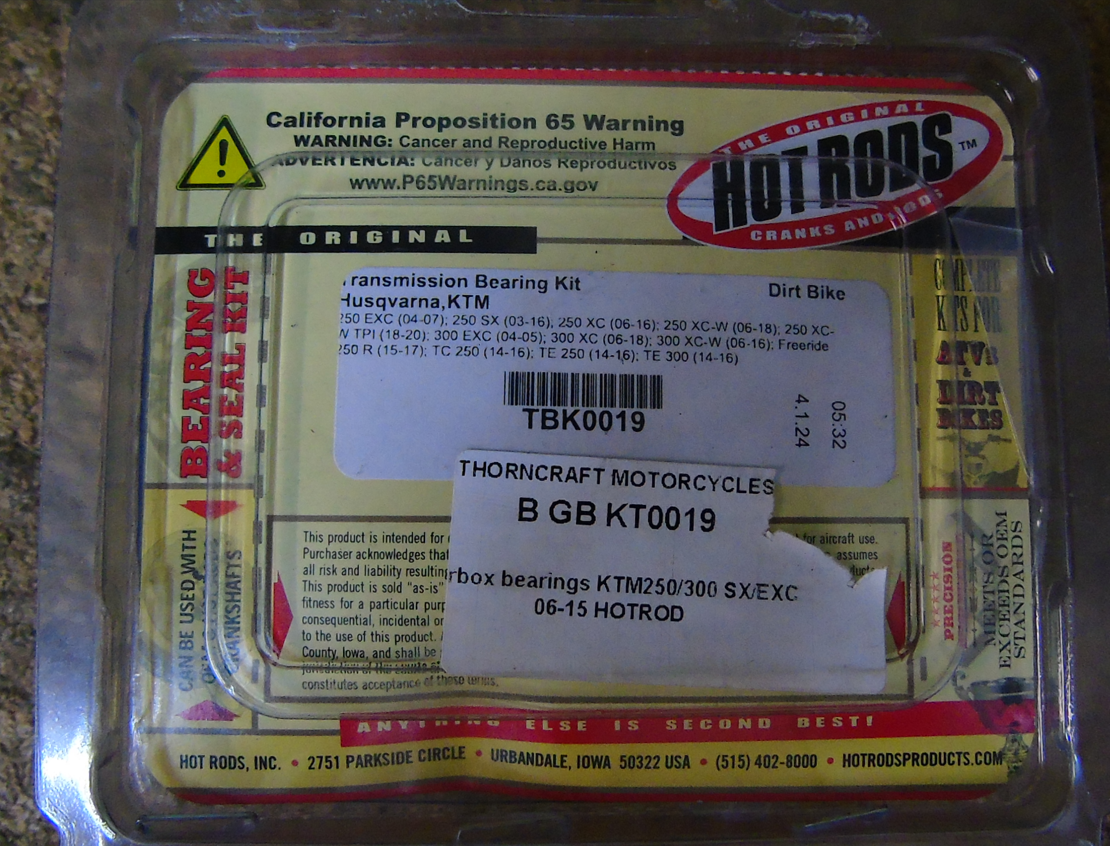 California Proposition 65 Warning
WARNING: Cancer and Reproductive Harm
ADVERTENCIA: Cáncer y Daños Reproductivos
www.P65Warnings.ca.gov
THE ORIGINAL
HOT RODS™
CRANKS AND RODS
THE ORIGINAL
BEARING
& SEAL KIT
Transmission Bearing Kit
Dirt Bike
Husqvarna,KTM
250 EXC (04-07); 250 SX (03-16), 250 XC (06-16); 250 XC-W (06-18); 250 XC-
W TPI (18-20); 300 EXC (04-05); 300 XC (06-18); 300 XC-W (06-16); Freeride
250 R (15-17); TC 250 (14-16); TE 250 (14-16); TE 300 (14-16)
TBK0019
4.1.24
05:32
COMPLETE
KITS FOR
ATVs
&
DIRT
BIKES
THORNCRAFT MOTORCYCLES
B GB KT0019
rbox bearings KTM250/300 SX/EXC
06-15 HOTROD
This product is intended for
for aircraft use.
Purchaser acknowledges that
assumes
all risk and liability resulting
This product is sold "as-is"
fitness for a particular purp
consequential, incidental or
to the use of this product.
County, Iowa, and shall be
jurisdiction of the courts of
constitutes acceptance of these terms.
CAN BE USED WITH
CRANKSHAFTS
PRECISION
MEETS OR
EXCEEDS OEM
STANDARDS
ANYTHING ELSE IS SECOND BEST!
HOT RODS, INC. • 2751 PARKSIDE CIRCLE • URBANDALE, IOWA 50322 USA • (515) 402-8000 • HOTRODSPRODUCTS.COM